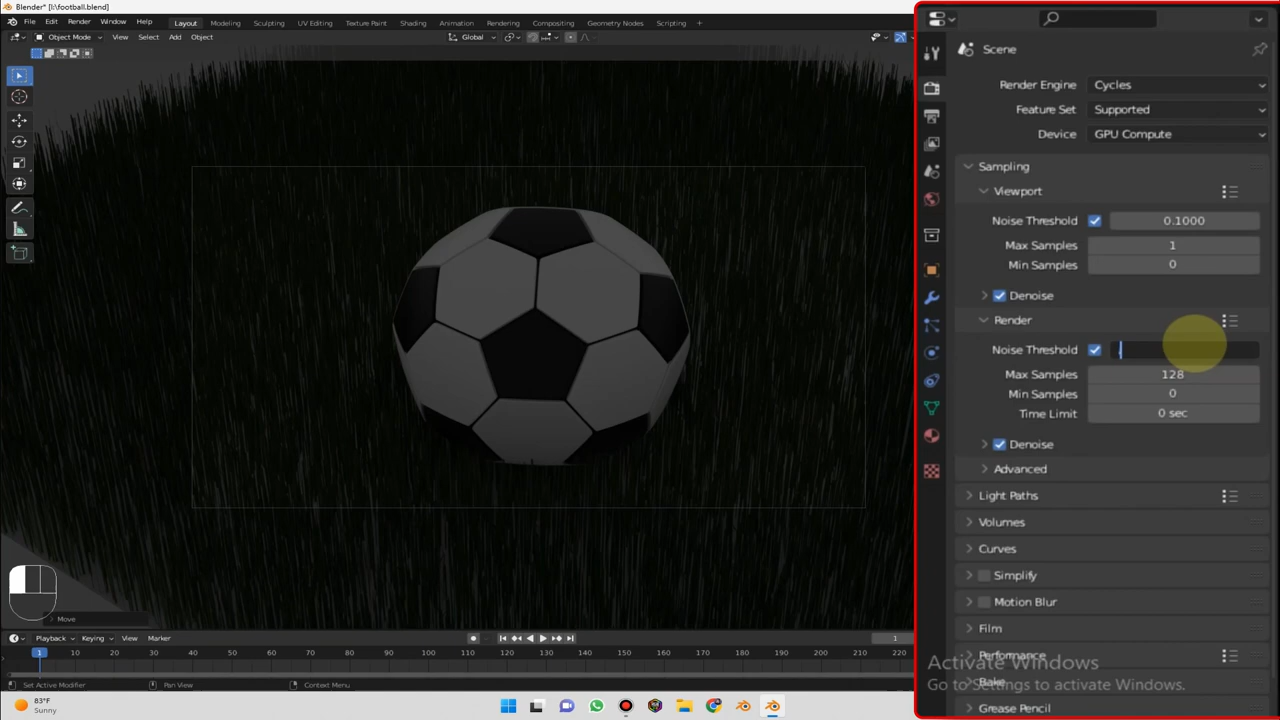 Blender* [I:\football.blend]
File Edit Render Window Help Layout Modeling Sculpting UV Editing Texture Paint Shading Animation Rendering Compositing Geometry Nodes Scripting +
Object Mode View Select Add Object Global
Scene
Render Engine Cycles
Feature Set Supported
Device GPU Compute
Sampling
Viewport
Noise Threshold 0.1000
Max Samples 1
Min Samples 0
Denoise
Render
Noise Threshold
Max Samples 128
Min Samples 0
Time Limit 0 sec
Denoise
Advanced
Light Paths
Volumes
Curves
Simplify
Motion Blur
Film
Performance
Bake
Grease Pencil
Activate Windows
Go to Settings to activate Windows.
Move
Playback Keying View Marker 1
1 10 20 30 40 50 60 70 80 90 100 110 120 130 140 150 160 170 180 190 200 210 220
Set Active Modifier Pan View Context Menu
83°F
Sunny